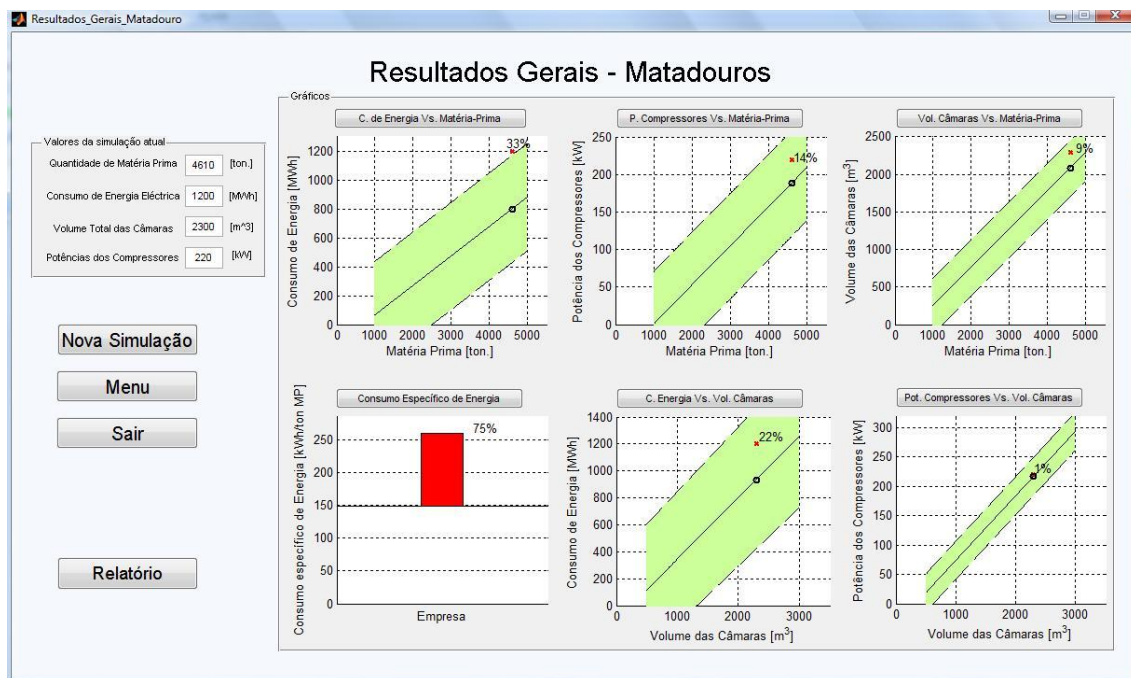 Resultados_Gerais_Matadouro
Resultados Gerais - Matadouros
Valores da simulação atual
Quantidade de Matéria Prima 4610 [ton.]
Consumo de Energia Eléctrica 1200 [MWh]
Volume Total das Câmaras 2300 [m^3]
Potências dos Compressores 220 [kW]
Nova Simulação
Menu
Sair
Relatório
Gráficos
C. de Energia Vs. Matéria-Prima
Consumo de Energia [MWh]
1200
1000
800
600
400
200
0
33%
0 1000 2000 3000 4000 5000
Matéria Prima [ton.]
P. Compressores Vs. Matéria-Prima
Potência dos Compressores [kW]
250
200
150
100
50
0
14%
0 1000 2000 3000 4000 5000
Matéria Prima [ton.]
Vol. Câmaras Vs. Matéria-Prima
Volume das Câmaras [m³]
2500
2000
1500
1000
500
0
9%
0 1000 2000 3000 4000 5000
Matéria Prima [ton.]
Consumo Específico de Energia
Consumo específico de Energia [kWh/ton MP]
250
200
150
100
50
0
75%
Empresa
C. Energia Vs. Vol. Câmaras
Consumo de Energia [MWh]
1400
1200
1000
800
600
400
200
0
22%
0 1000 2000 3000
Volume das Câmaras [m³]
Pot. Compressores Vs. Vol. Câmaras
Potência dos Compressores [kW]
300
250
200
150
100
50
0
1%
0 1000 2000 3000
Volume das Câmaras [m³]